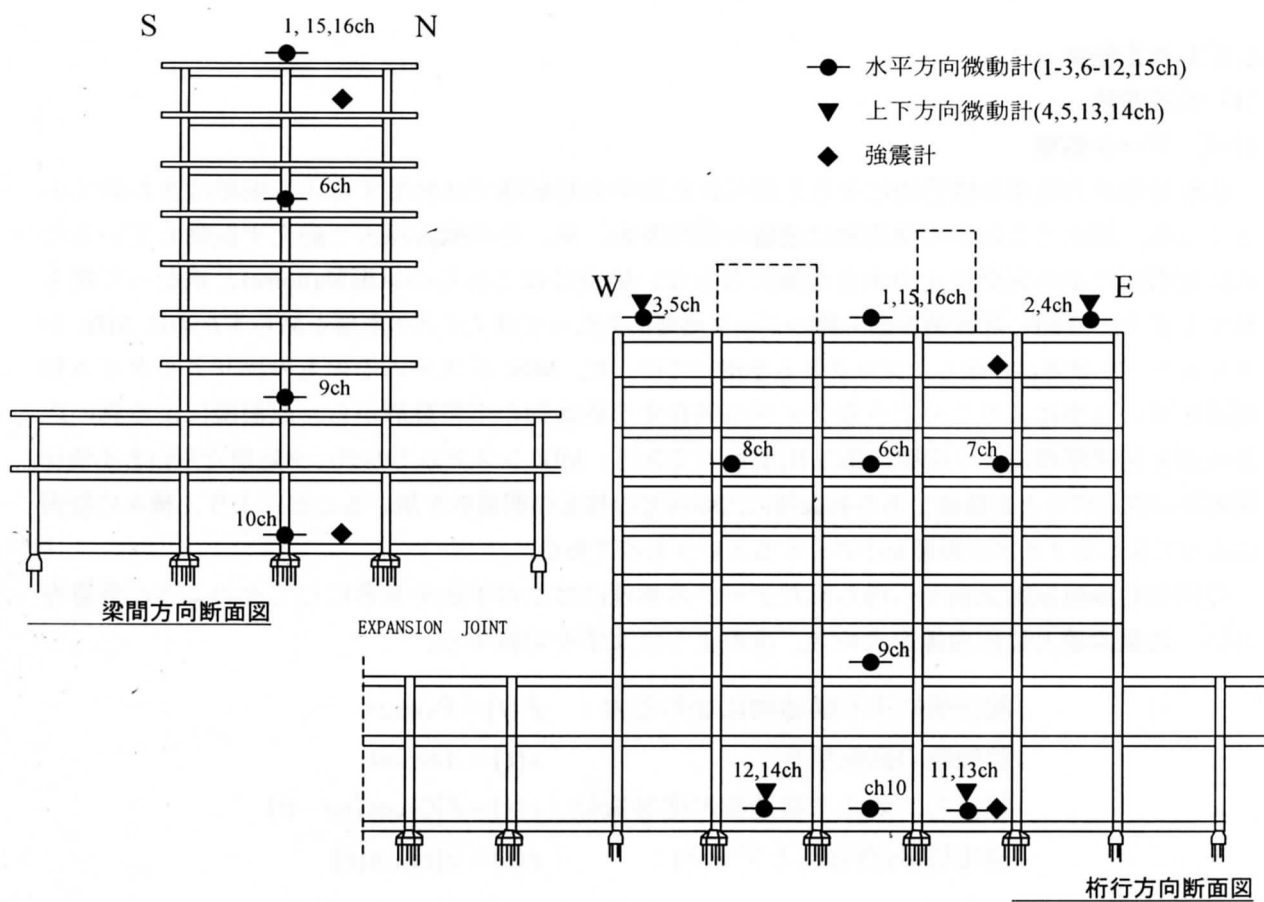 S
N
1, 15,16ch
6ch
9ch
10ch
梁間方向断面図
水平方向微動計(1-3,6-12,15ch)
上下方向微動計(4,5,13,14ch)
強震計
W
E
3,5ch
1,15,16ch
2,4ch
8ch
6ch
7ch
9ch
12,14ch
ch10
11,13ch
EXPANSION JOINT
桁行方向断面図